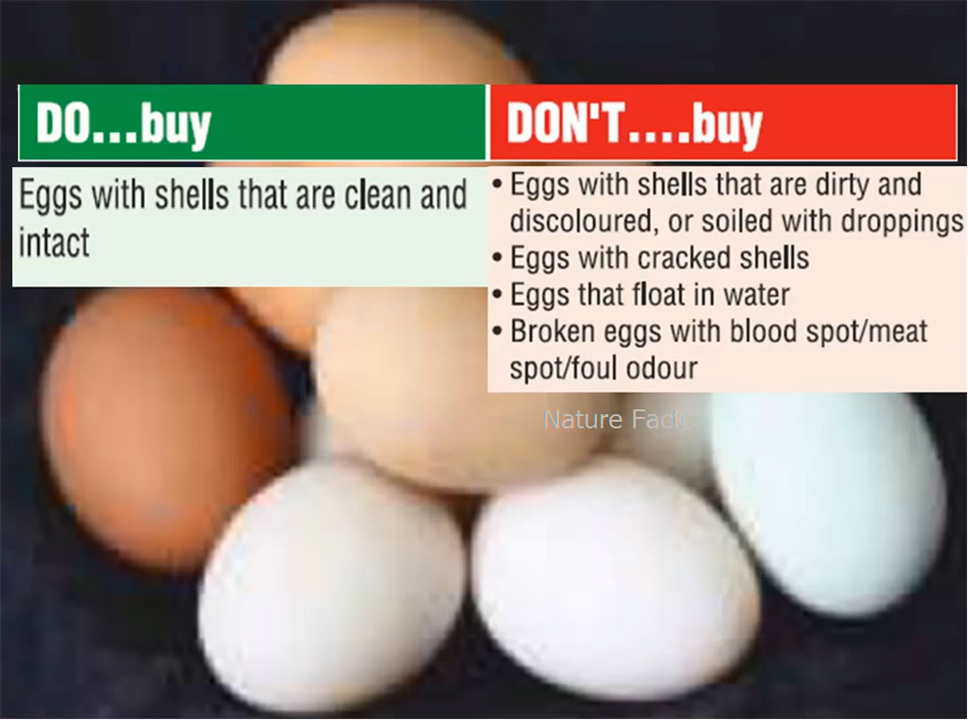 DO...buy
Eggs with shells that are clean and
intact
DON'T....buy
• Eggs with shells that are dirty and
discoloured, or soiled with droppings
• Eggs with cracked shells
• Eggs that float in water
• Broken eggs with blood spot/meat
spot/foul odour
Nature